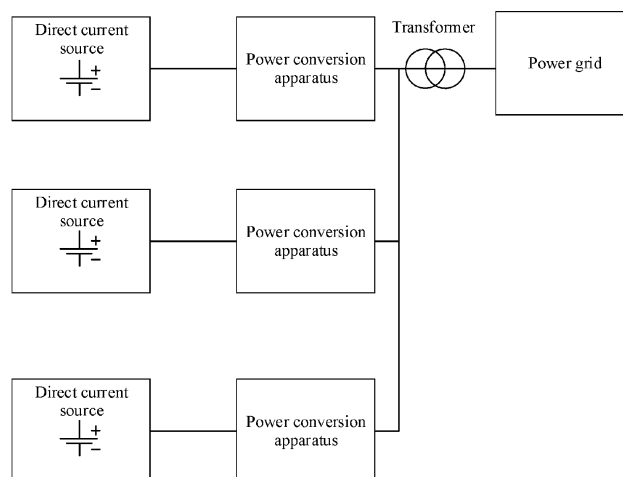 Direct current
source
+
−
Power conversion
apparatus
Transformer
Power grid
Direct current
source
+
−
Power conversion
apparatus
Direct current
source
+
−
Power conversion
apparatus